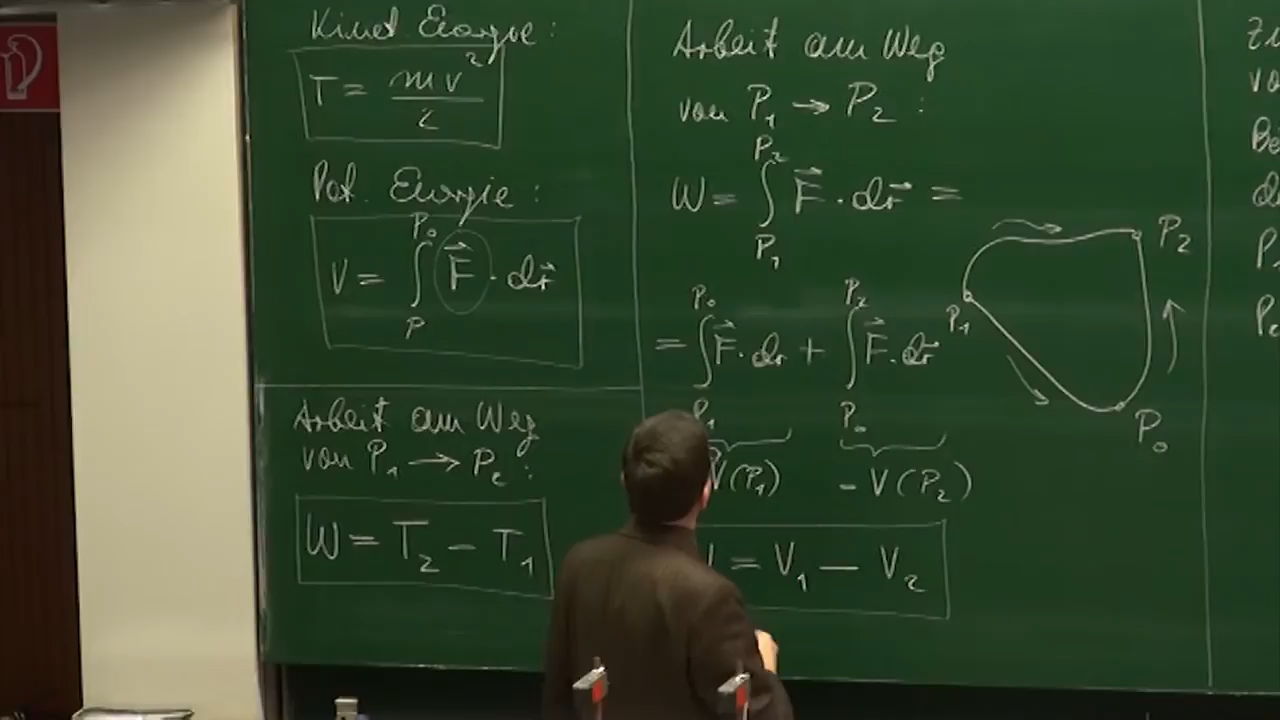 Kinet. Energie:
T = mv²/2
Pot. Energie:
V = ∫_P^P₀ F⃗ · dr⃗
Arbeit am Weg
von P₁ → P₂:
W = T₂ − T₁
Arbeit am Weg
von P₁ → P₂:
W = ∫_P₁^P₂ F⃗ · dr⃗ =
= ∫_P₁^P₀ F⃗ · dr + ∫_P₀^P₂ F⃗ · dr⃗
V(P₁) − V(P₂)
= V₁ − V₂
P₂
P₁
P₀